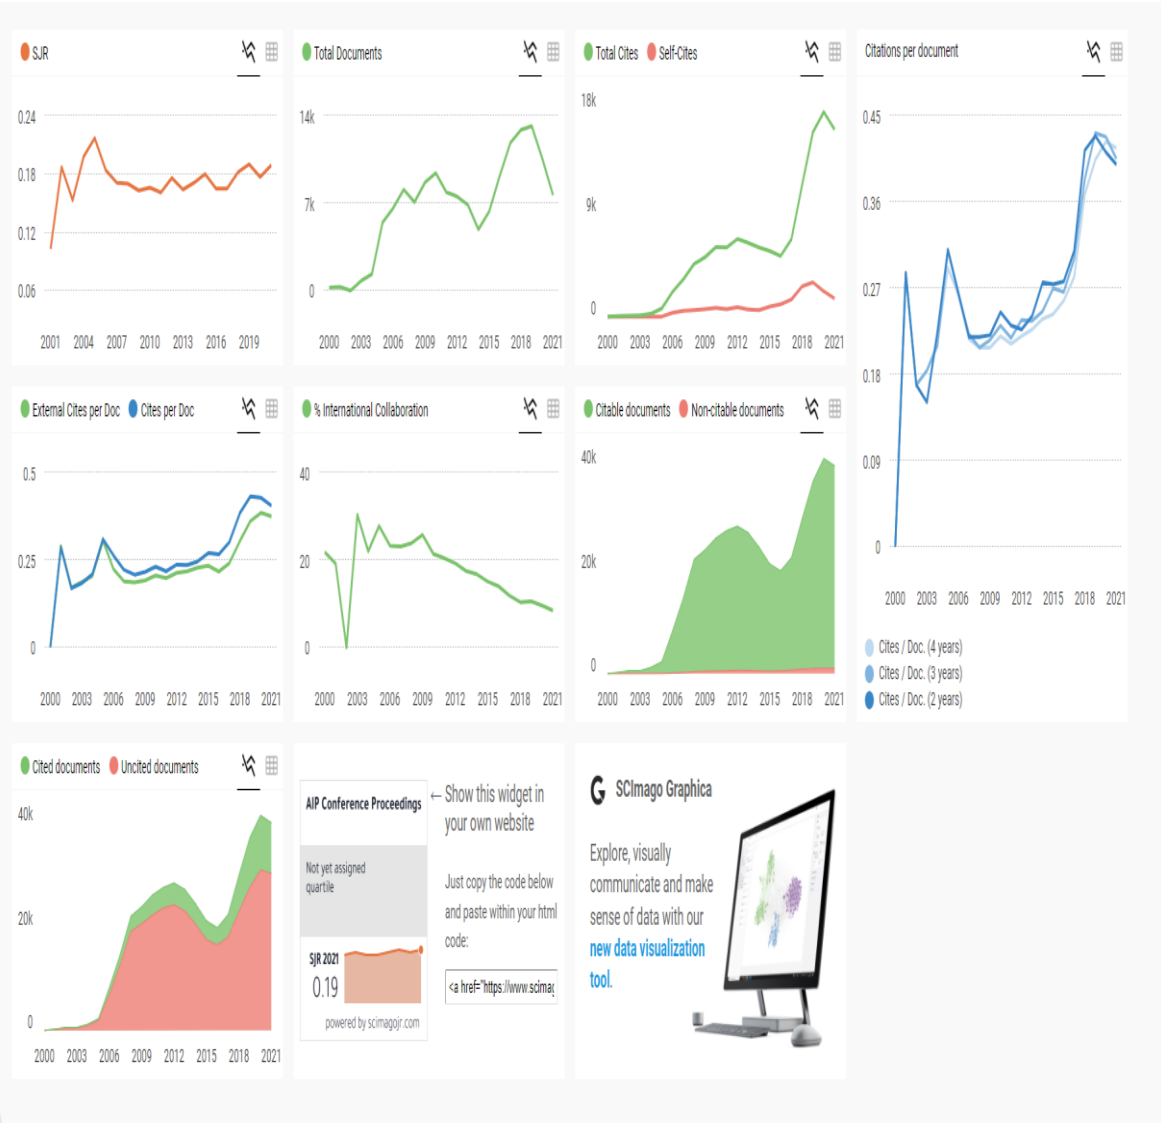 SJR
0.24
0.18
0.12
0.06
2001 2004 2007 2010 2013 2016 2019
Total Documents
14k
7k
0
2000 2003 2006 2009 2012 2015 2018 2021
Total Cites Self-Cites
18k
9k
0
2000 2003 2006 2009 2012 2015 2018 2021
Citations per document
0.45
0.36
0.27
0.18
0.09
0
2000 2003 2006 2009 2012 2015 2018 2021
Cites / Doc. (4 years)
Cites / Doc. (3 years)
Cites / Doc. (2 years)
External Cites per Doc Cites per Doc
0.5
0.25
0
2000 2003 2006 2009 2012 2015 2018 2021
% International Collaboration
40
20
0
2000 2003 2006 2009 2012 2015 2018 2021
Citable documents Non-citable documents
40k
20k
0
2000 2003 2006 2009 2012 2015 2018 2021
Cited documents Uncited documents
40k
20k
0
2000 2003 2006 2009 2012 2015 2018 2021
AIP Conference Proceedings
Not yet assigned
quartile
SJR 2021
0.19
powered by scimagojr.com
← Show this widget in
your own website
Just copy the code below
and paste within your html
code:
<a href="https://www.scimag
SCImago Graphica
Explore, visually
communicate and make
sense of data with our
new data visualization
tool.